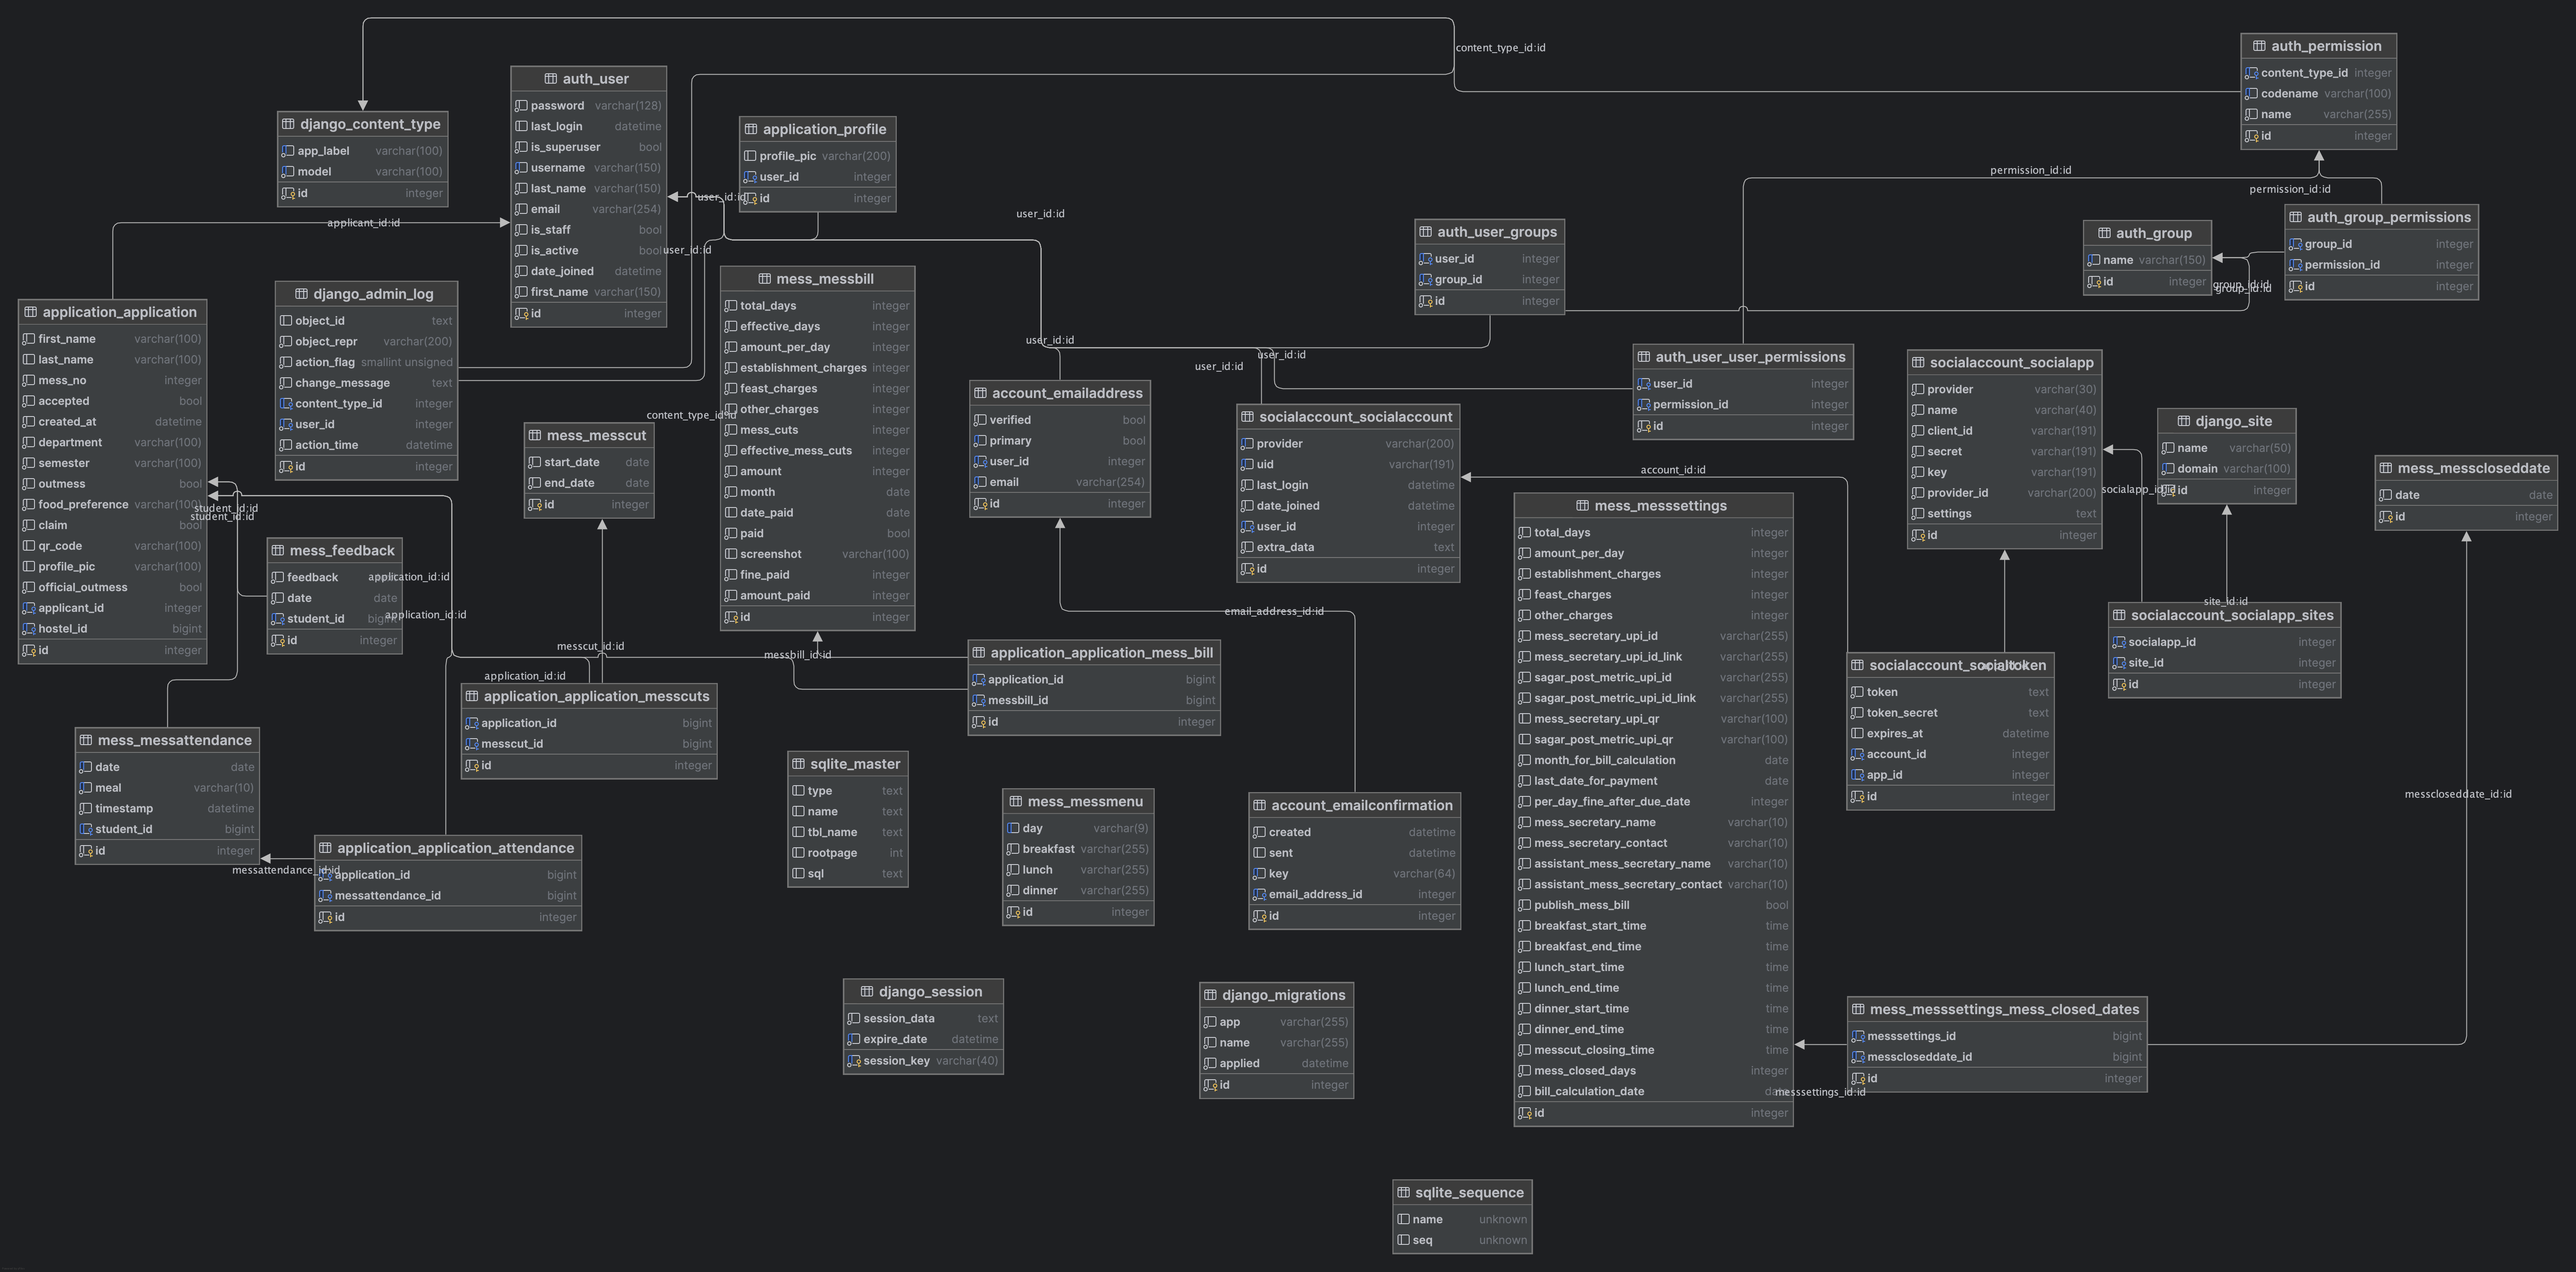 content_type_id:id
auth_permission
content_type_id integer
codename varchar(100)
name varchar(255)
id integer
auth_user
password varchar(128)
last_login datetime
is_superuser bool
username varchar(150)
last_name varchar(150)
email varchar(254)
is_staff bool
is_active bool
date_joined datetime
first_name varchar(150)
id integer
django_content_type
app_label varchar(100)
model varchar(100)
id integer
application_profile
profile_pic varchar(200)
user_id integer
id integer
user_id:id
user_id:id
user_id:id
applicant_id:id
permission_id:id
permission_id:id
auth_user_groups
user_id integer
group_id integer
id integer
auth_group
name varchar(150)
id integer
auth_group_permissions
group_id integer
permission_id integer
id integer
group_id:id
group_id:id
application_application
first_name varchar(100)
last_name varchar(100)
mess_no integer
accepted bool
created_at datetime
department varchar(100)
semester varchar(100)
outmess bool
food_preference varchar(100)
claim bool
qr_code varchar(100)
profile_pic varchar(100)
official_outmess bool
applicant_id integer
hostel_id bigint
id integer
student_id:id
student_id:id
django_admin_log
object_id text
object_repr varchar(200)
action_flag smallint unsigned
change_message text
content_type_id integer
user_id integer
action_time datetime
id integer
mess_messbill
total_days integer
effective_days integer
amount_per_day integer
establishment_charges integer
feast_charges integer
other_charges integer
mess_cuts integer
effective_mess_cuts integer
amount integer
month date
date_paid date
paid bool
screenshot varchar(100)
fine_paid integer
amount_paid integer
id integer
content_type_id:id
mess_messcut
start_date date
end_date date
id integer
user_id:id
user_id:id
user_id:id
account_emailaddress
verified bool
primary bool
user_id integer
email varchar(254)
id integer
socialaccount_socialaccount
provider varchar(200)
uid varchar(191)
last_login datetime
date_joined datetime
user_id integer
extra_data text
id integer
auth_user_user_permissions
user_id integer
permission_id integer
id integer
socialaccount_socialapp
provider varchar(30)
name varchar(40)
client_id varchar(191)
secret varchar(191)
key varchar(191)
provider_id varchar(200)
settings text
id integer
django_site
name varchar(50)
domain varchar(100)
id integer
socialapp_id:id
mess_messcloseddate
date date
id integer
account_id:id
mess_feedback
feedback
date date
student_id
id integer
application_id:id
application_id:id
mess_messsettings
total_days integer
amount_per_day integer
establishment_charges integer
feast_charges integer
other_charges integer
mess_secretary_upi_id varchar(255)
mess_secretary_upi_id_link varchar(255)
sagar_post_metric_upi_id varchar(255)
sagar_post_metric_upi_id_link varchar(255)
mess_secretary_upi_qr varchar(100)
sagar_post_metric_upi_qr varchar(100)
month_for_bill_calculation date
last_date_for_payment date
per_day_fine_after_due_date integer
mess_secretary_name varchar(10)
mess_secretary_contact varchar(10)
assistant_mess_secretary_name varchar(10)
assistant_mess_secretary_contact varchar(10)
publish_mess_bill bool
breakfast_start_time time
breakfast_end_time time
lunch_start_time time
lunch_end_time time
dinner_start_time time
dinner_end_time time
messcut_closing_time time
mess_closed_days integer
bill_calculation_date
id integer
email_address_id:id
site_id:id
socialaccount_socialapp_sites
socialapp_id integer
site_id integer
id integer
messcut_id:id
messbill_id:id
application_application_mess_bill
application_id bigint
messbill_id bigint
id integer
application_id:id
application_application_messcuts
application_id bigint
messcut_id bigint
id integer
socialaccount_socialtoken
token text
token_secret text
expires_at datetime
account_id integer
app_id integer
id integer
mess_messattendance
date date
meal varchar(10)
timestamp datetime
student_id bigint
id integer
messattendance_id:id
application_application_attendance
application_id bigint
messattendance_id bigint
id integer
sqlite_master
type text
name text
tbl_name text
rootpage int
sql text
mess_messmenu
day varchar(9)
breakfast varchar(255)
lunch varchar(255)
dinner varchar(255)
id integer
account_emailconfirmation
created datetime
sent datetime
key varchar(64)
email_address_id integer
id integer
messcloseddate_id:id
django_session
session_data text
expire_date datetime
session_key varchar(40)
django_migrations
app varchar(255)
name varchar(255)
applied datetime
id integer
mess_messsettings_mess_closed_dates
messsettings_id bigint
messcloseddate_id bigint
id integer
messsettings_id:id
sqlite_sequence
name unknown
seq unknown